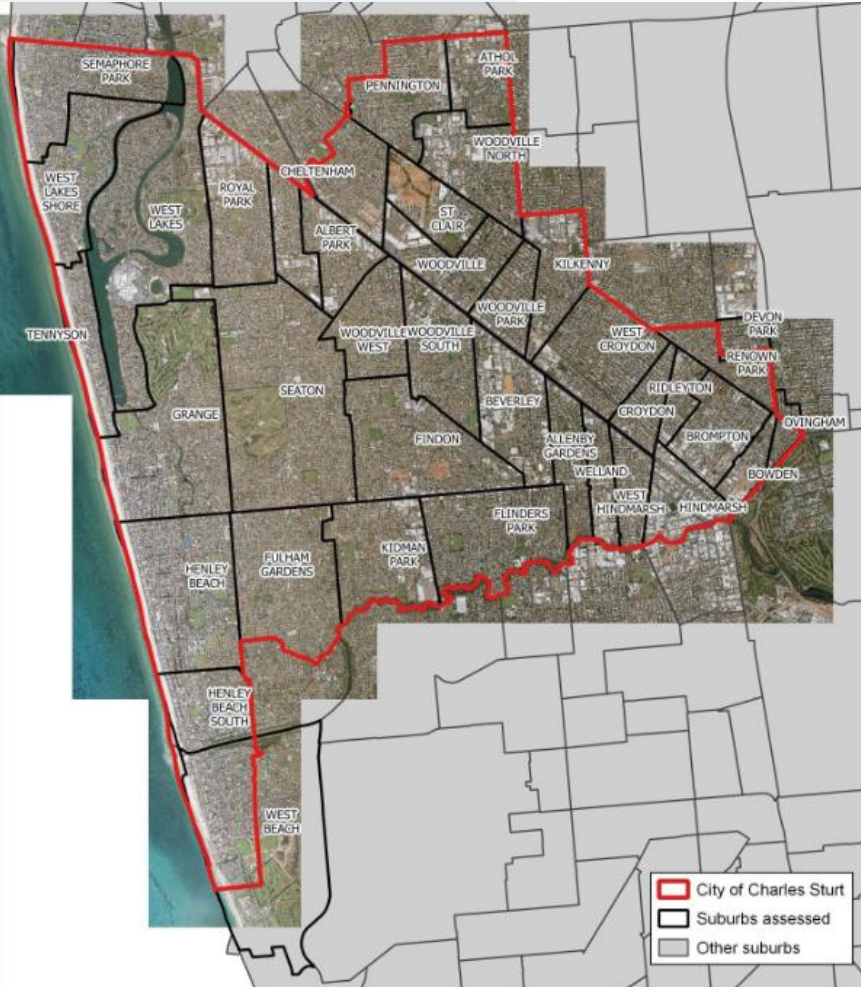 SEMAPHORE
PARK
ATHOL
PARK
PENNINGTON
WOODVILLE
NORTH
CHELTENHAM
WEST
LAKES
SHORE
ROYAL
PARK
WEST
LAKES
ST
CLAIR
ALBERT
PARK
WOODVILLE
KILKENNY
WOODVILLE
PARK
DEVON
PARK
TENNYSON
WOODVILLE
WEST
WOODVILLE
SOUTH
WEST
CROYDON
RENOWN
PARK
SEATON
RIDLEYTON
BEVERLEY
GRANGE
CROYDON
OVINGHAM
FINDON
ALLENBY
GARDENS
BROMPTON
WELLAND
BOWDEN
WEST
HINDMARSH
HINDMARSH
FLINDERS
PARK
KIDMAN
PARK
FULHAM
GARDENS
HENLEY
BEACH
HENLEY
BEACH
SOUTH
WEST
BEACH
City of Charles Sturt
Suburbs assessed
Other suburbs